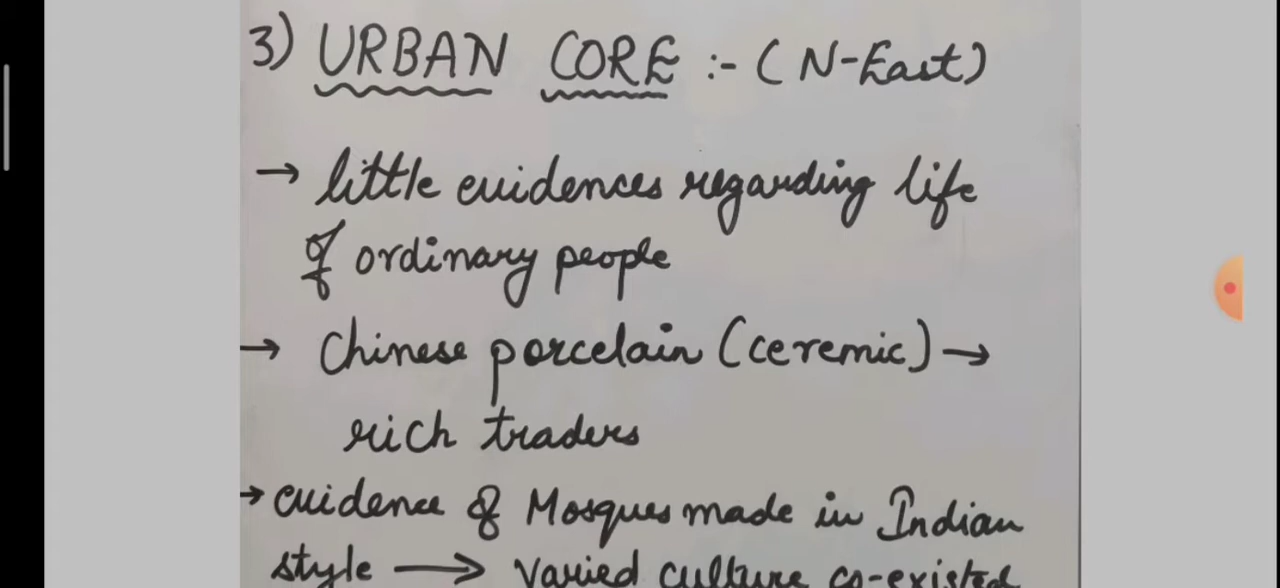 3) URBAN CORE :- (N-East)
→ little evidences regarding life
of ordinary people
→ Chinese porcelain (ceremic) →
rich traders
→ evidence of Mosques made in Indian
style → varied culture co-existed